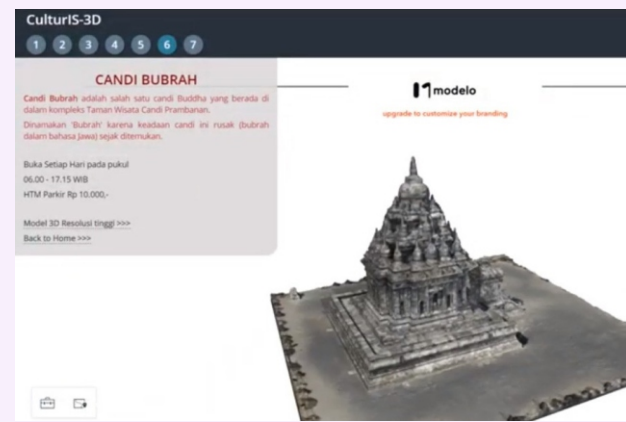 CulturIS-3D
1 2 3 4 5 6 7
CANDI BUBRAH
Candi Bubrah adalah salah satu candi Buddha yang berada di
dalam kompleks Taman Wisata Candi Prambanan.
Dinamakan 'Bubrah' karena keadaan candi ini rusak (bubrah
dalam bahasa Jawa) sejak ditemukan.
Buka Setiap Hari pada pukul
06.00 - 17.15 WIB
HTM Parkir Rp 10.000,-
Model 3D Resolusi tinggi >>>
Back to Home >>>
modelo
upgrade to customize your branding